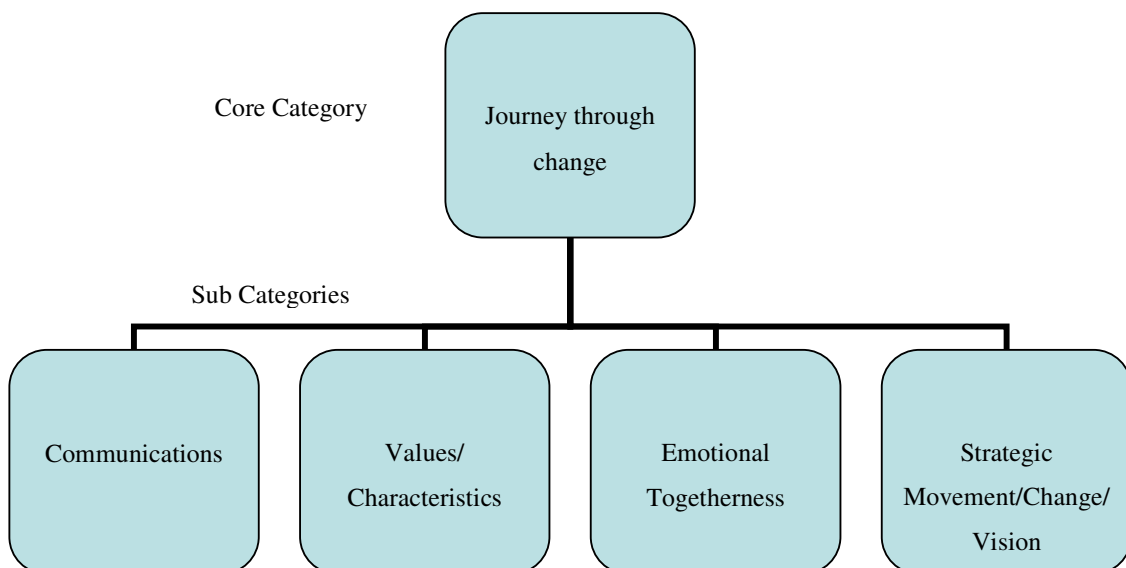 Core Category
Journey through
change
Sub Categories
Communications
Values/
Characteristics
Emotional
Togetherness
Strategic
Movement/Change/
Vision